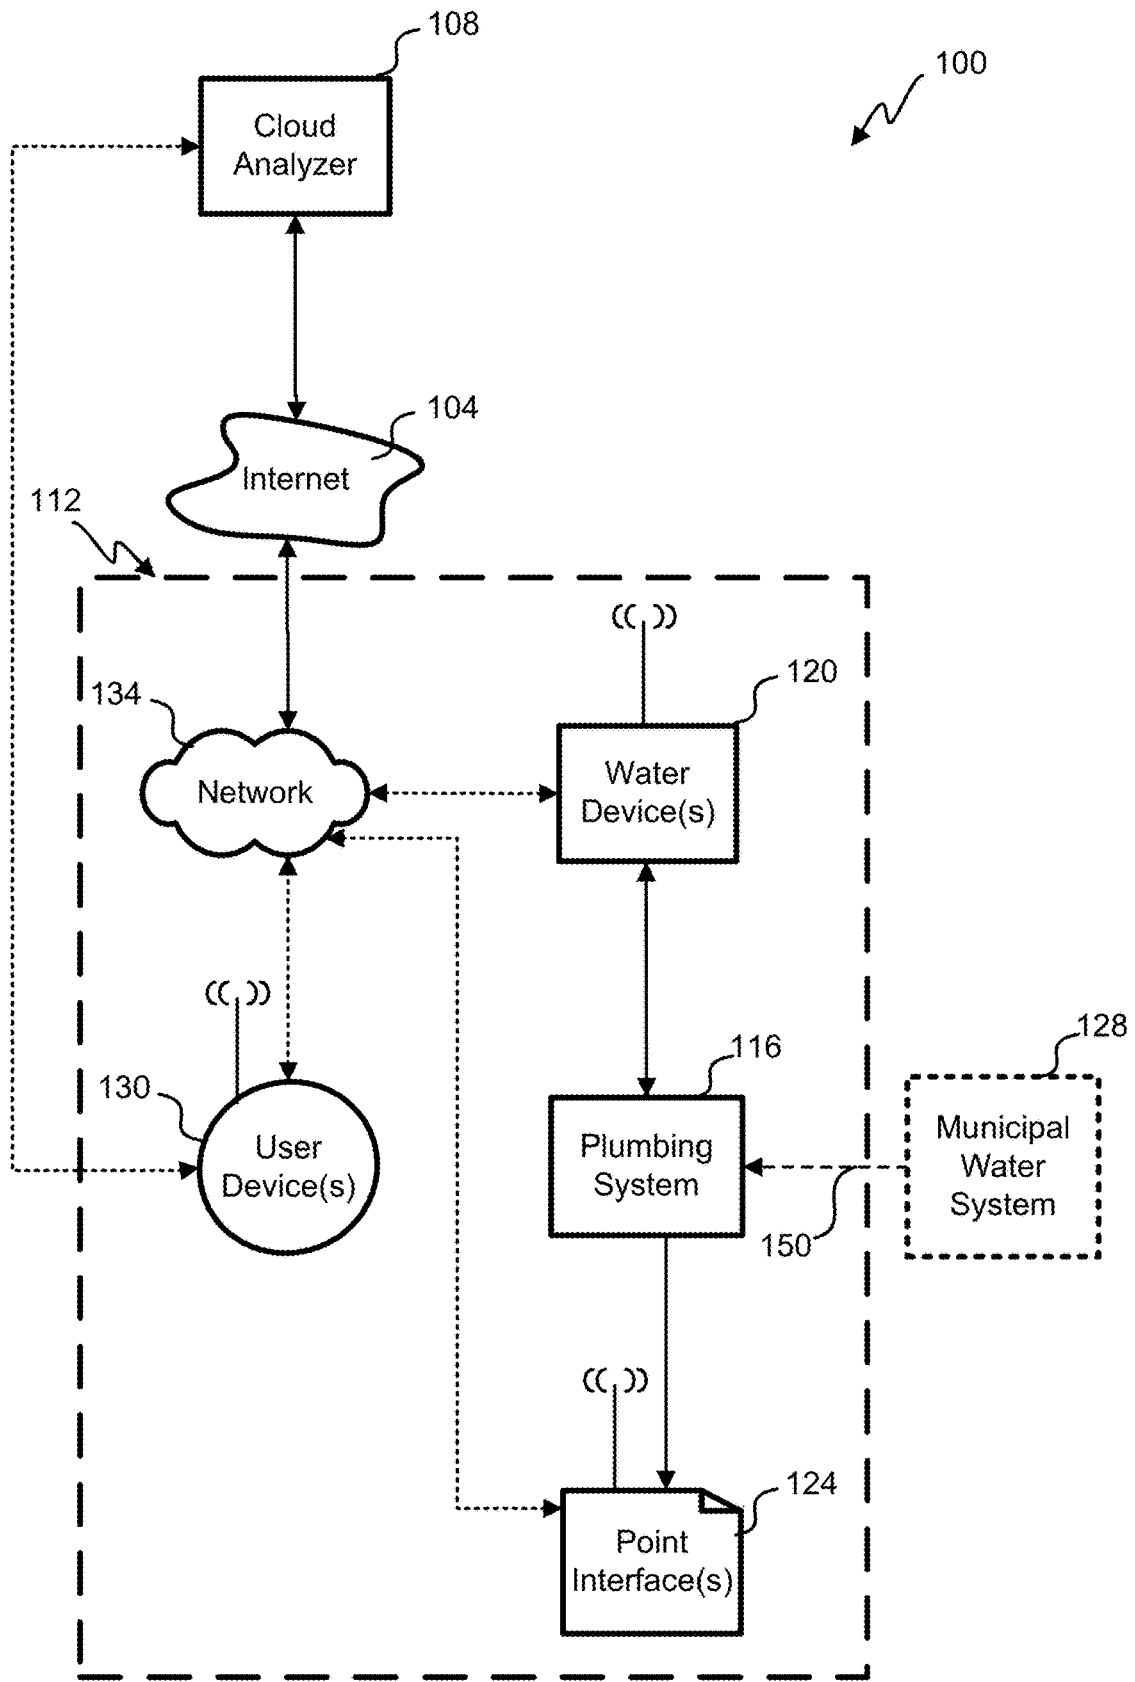 108
100
Cloud
Analyzer
104
Internet
112
120
134
Water
Device(s)
Network
128
116
130
Municipal
Water
System
User
Device(s)
Plumbing
System
150
124
Point
Interface(s)